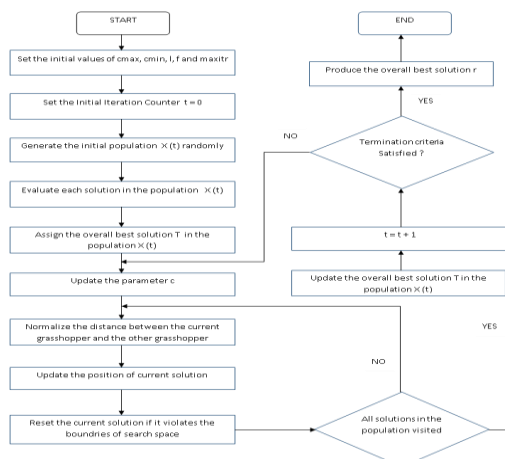 START
Set the initial values of cmax, cmin, l, f and maxitr
Set the Initial Iteration Counter t = 0
Generate the initial population X (t) randomly
Evaluate each solution in the population X (t)
Assign the overall best solution T in the
population X (t)
Update the parameter c
Normalize the distance between the current
grasshopper and the other grasshopper
Update the position of current solution
Reset the current solution if it violates the
boundries of search space
All solutions in the
population visited
NO
YES
Update the overall best solution T in the
population X (t)
t = t + 1
Termination criteria
Satisfied ?
NO
YES
Produce the overall best solution r
END